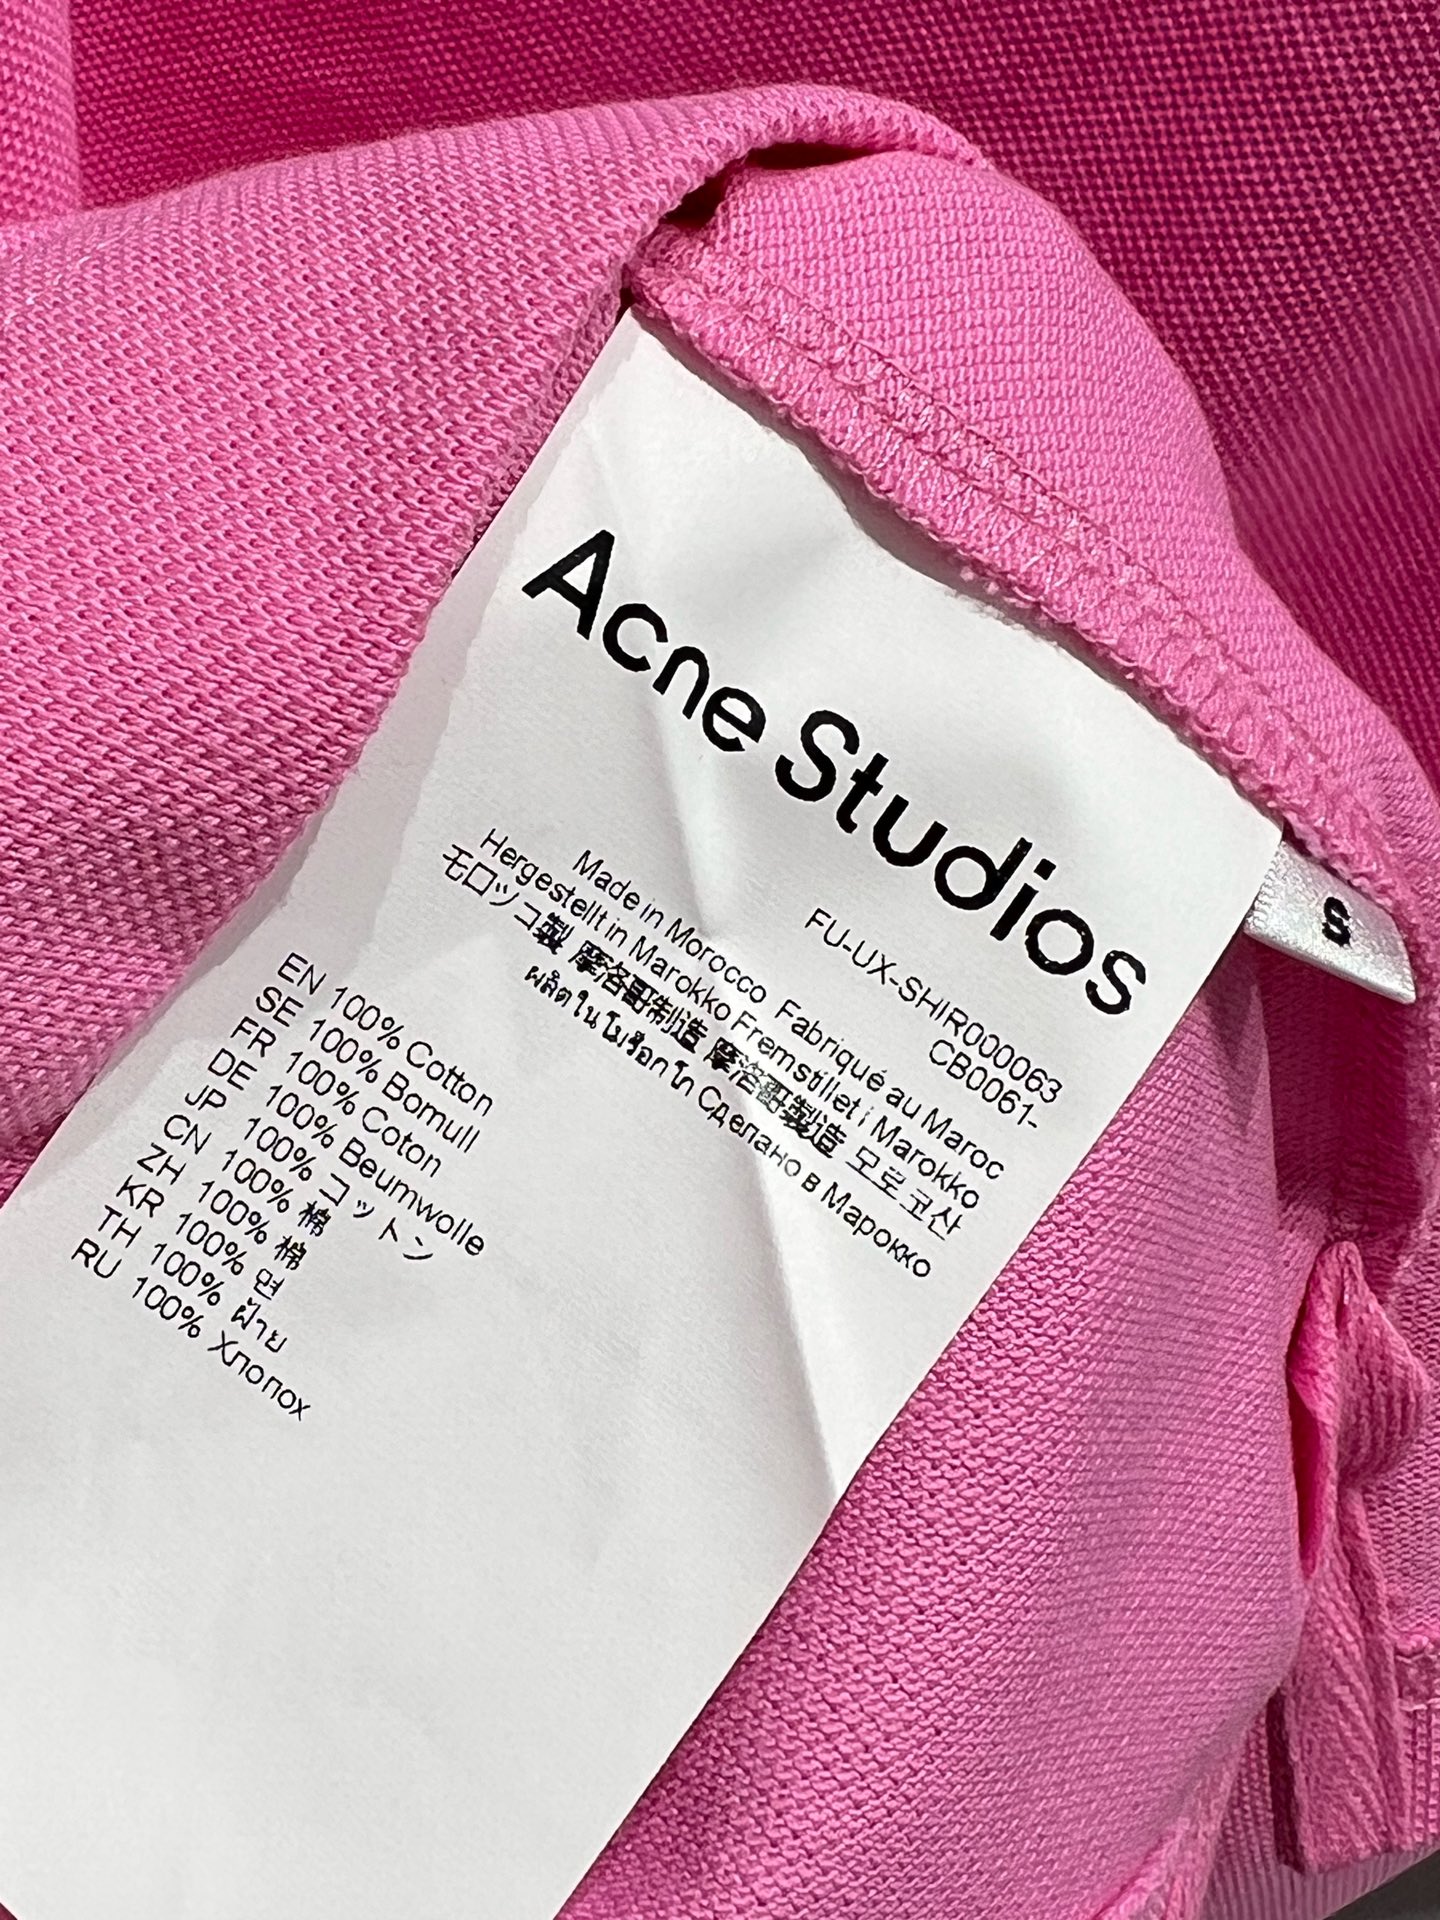 Acne Studios
S
FU-UX-SHIR000063
CB0061-
Made in Morocco Fabriqué au Maroc
Hergestellt in Marokko Fremstillet i Marokko
モロッコ製 摩洛哥制造 摩洛哥製造 모로코산
ผลิตในโมร็อกโก Сделано в Марокко
EN 100% Cotton
SE 100% Bomull
FR 100% Coton
DE 100% Beumwolle
JP 100% コットン
CN 100% 棉
ZH 100% 棉
KR 100% 면
TH 100% ฝ้าย
RU 100% Хлопох